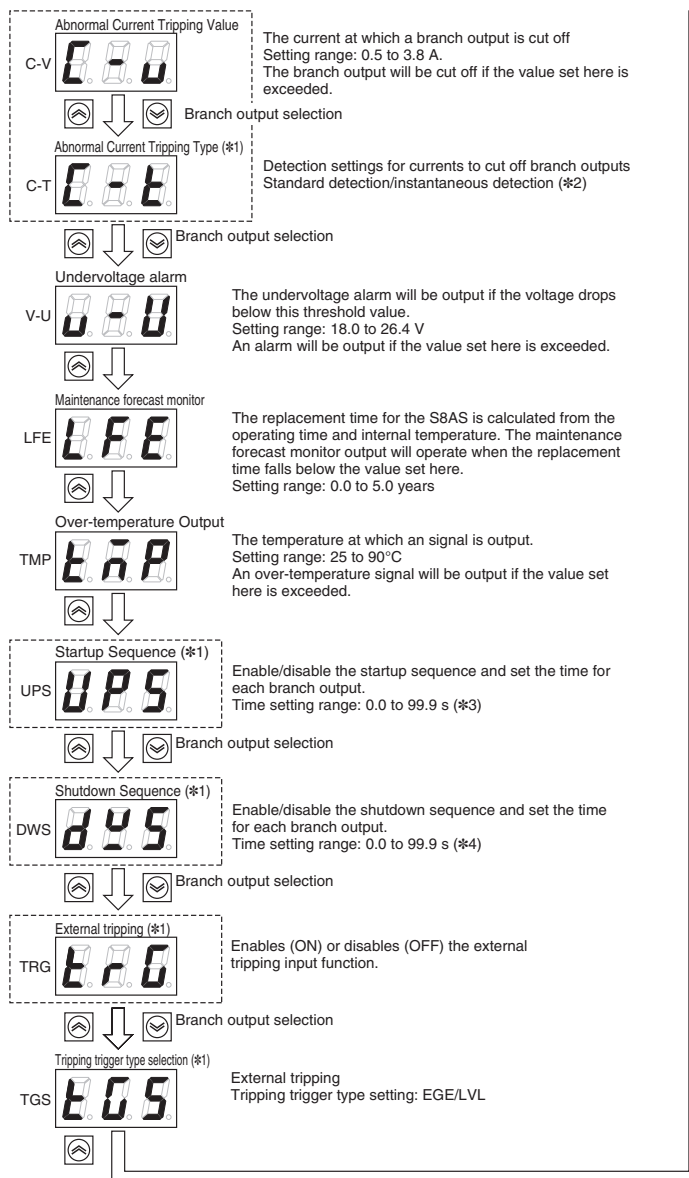 Abnormal Current Tripping Value
C-V
C-v
The current at which a branch output is cut off
Setting range: 0.5 to 3.8 A.
The branch output will be cut off if the value set here is
exceeded.
Branch output selection
Abnormal Current Tripping Type (✽1)
C-T
C-t
Detection settings for currents to cut off branch outputs
Standard detection/instantaneous detection (✽2)
Branch output selection
Undervoltage alarm
V-U
v-U
The undervoltage alarm will be output if the voltage drops
below this threshold value.
Setting range: 18.0 to 26.4 V
An alarm will be output if the value set here is exceeded.
Maintenance forecast monitor
LFE
LFE
The replacement time for the S8AS is calculated from the
operating time and internal temperature. The maintenance
forecast monitor output will operate when the replacement
time falls below the value set here.
Setting range: 0.0 to 5.0 years
Over-temperature Output
TMP
tmP
The temperature at which an signal is output.
Setting range: 25 to 90°C
An over-temperature signal will be output if the value set
here is exceeded.
Startup Sequence (✽1)
UPS
UPS
Enable/disable the startup sequence and set the time for
each branch output.
Time setting range: 0.0 to 99.9 s (✽3)
Branch output selection
Shutdown Sequence (✽1)
DWS
dwS
Enable/disable the shutdown sequence and set the time
for each branch output.
Time setting range: 0.0 to 99.9 s (✽4)
Branch output selection
External tripping (✽1)
TRG
trG
Enables (ON) or disables (OFF) the external
tripping input function.
Branch output selection
Tripping trigger type selection (✽1)
TGS
tGS
External tripping
Tripping trigger type setting: EGE/LVL